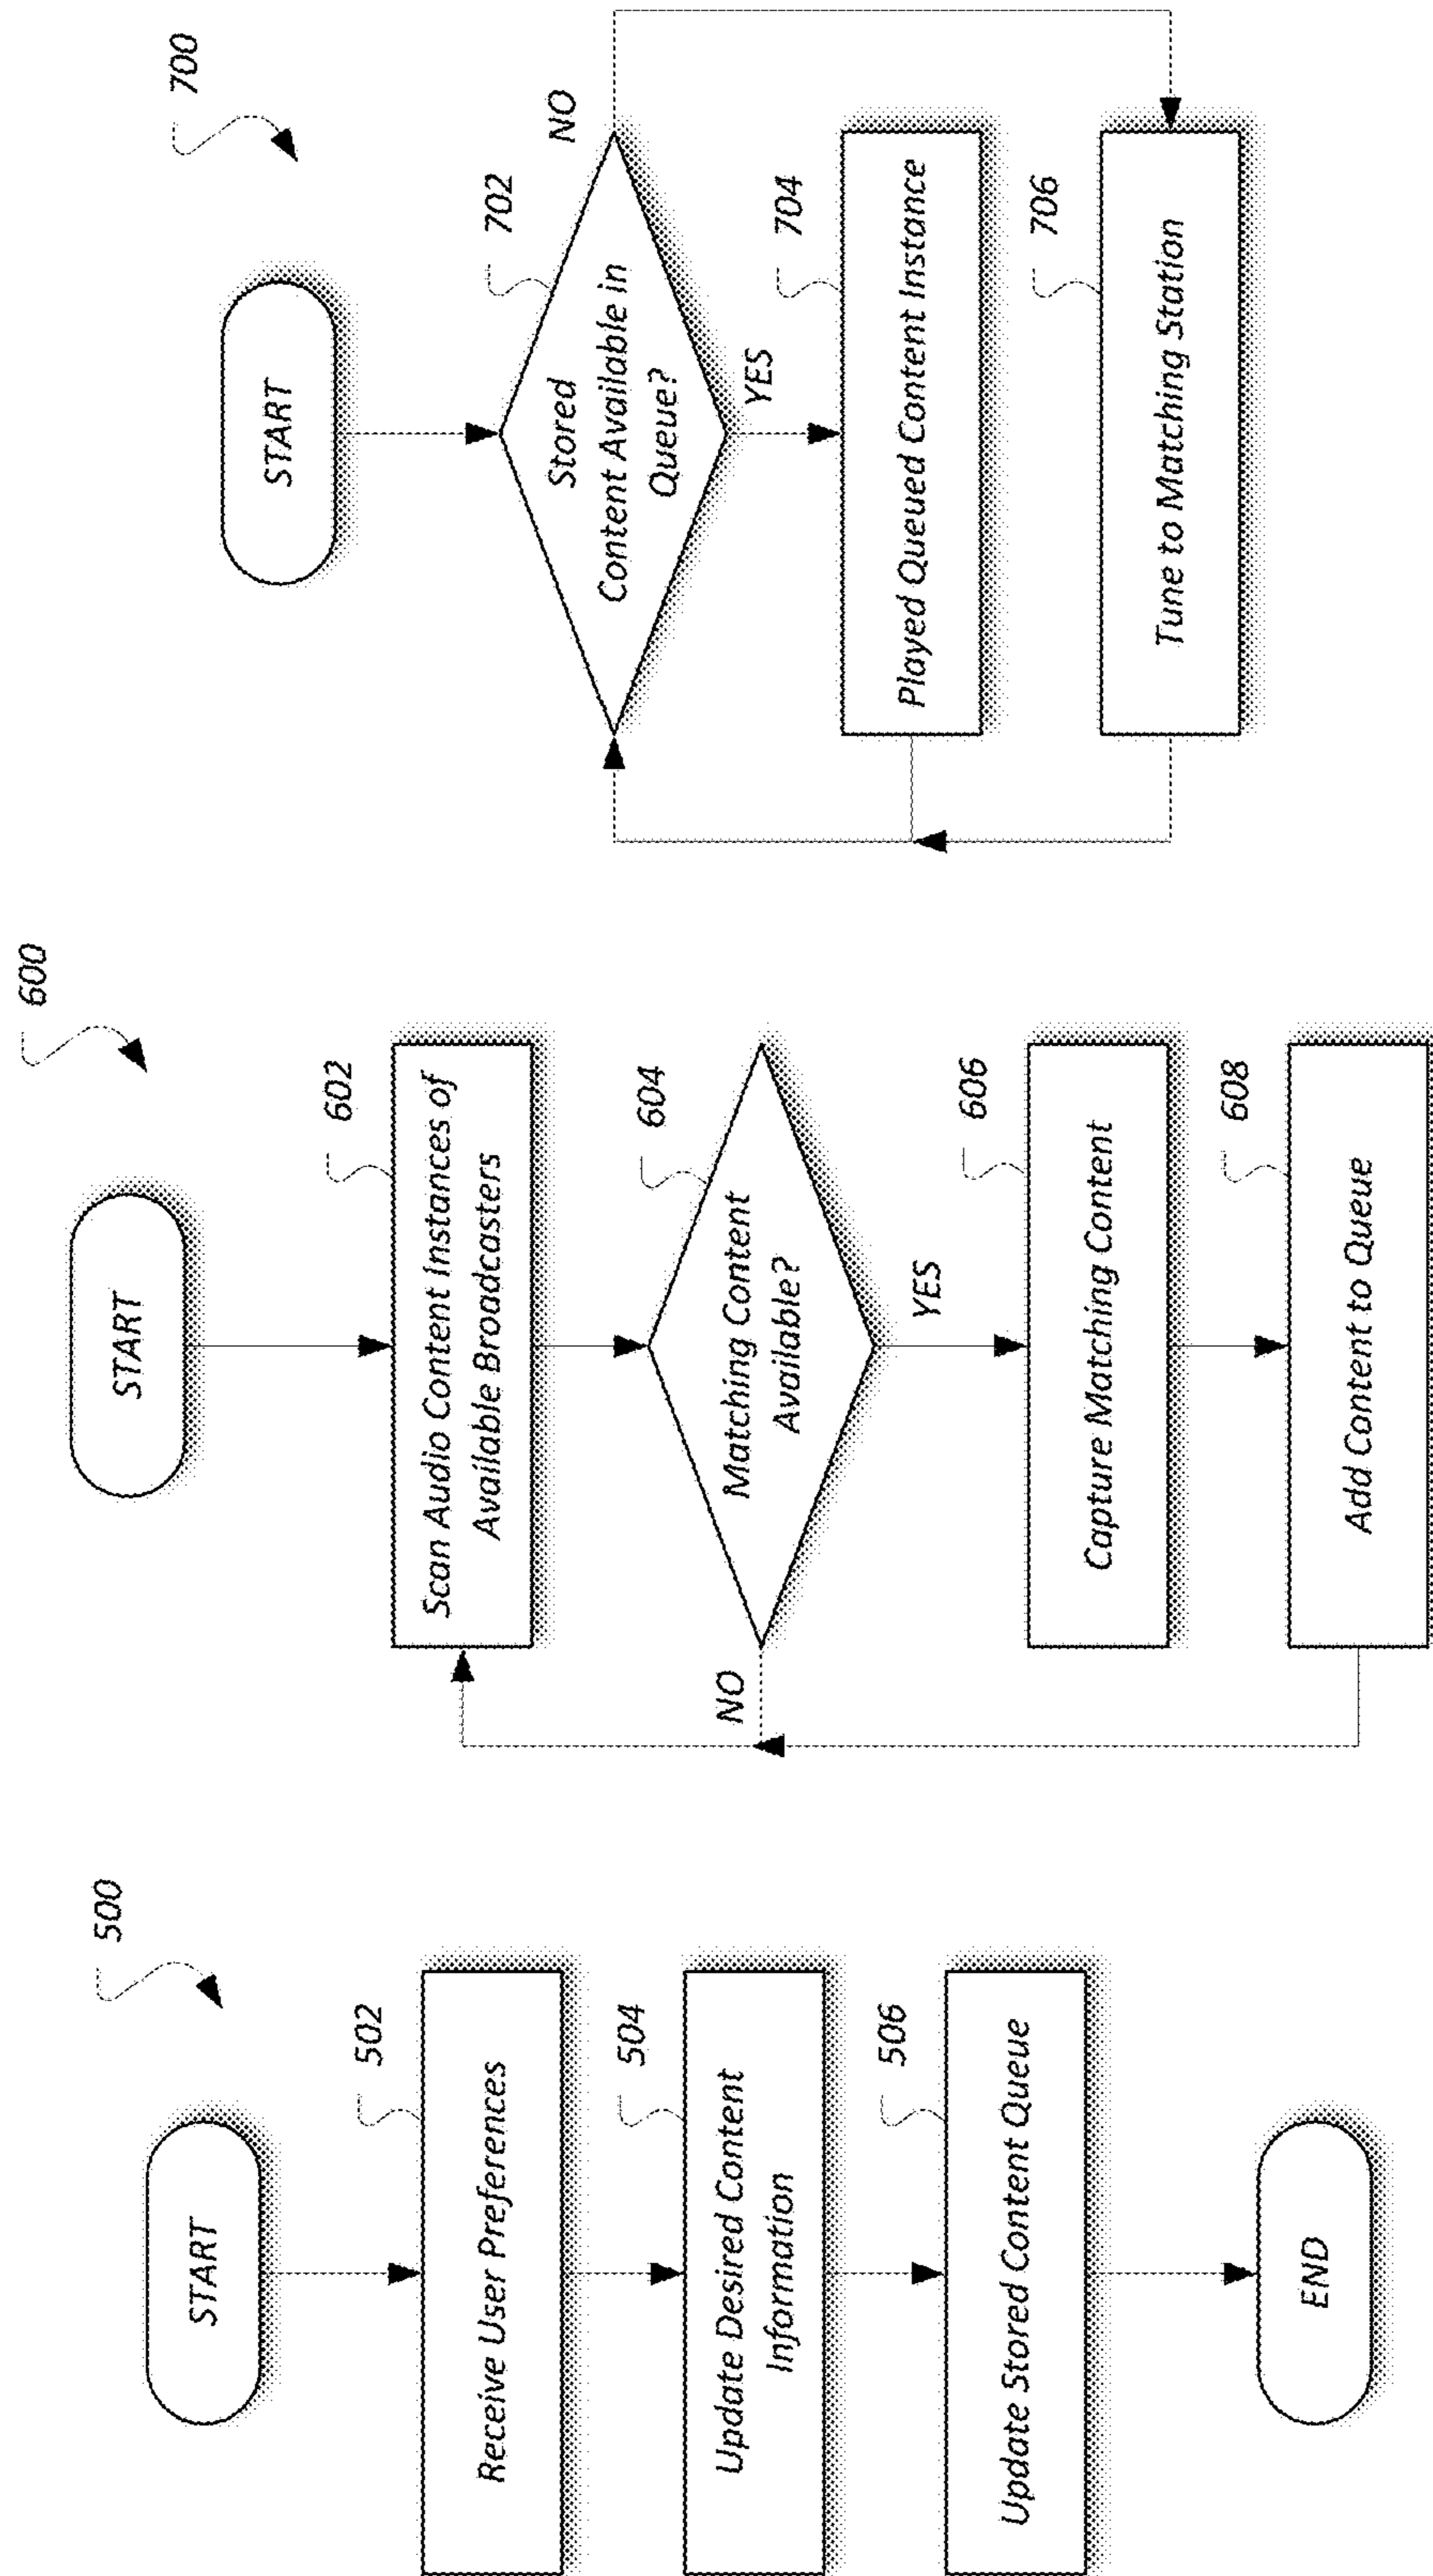 500
START
502
Receive User Preferences
504
Update Desired Content
Information
506
Update Stored Content Queue
END
600
START
602
Scan Audio Content Instances of
Available Broadcasters
604
Matching Content
Available?
NO
YES
606
Capture Matching Content
608
Add Content to Queue
700
START
702
Stored
Content Available in
Queue?
NO
YES
704
Played Queued Content Instance
706
Tune to Matching Station